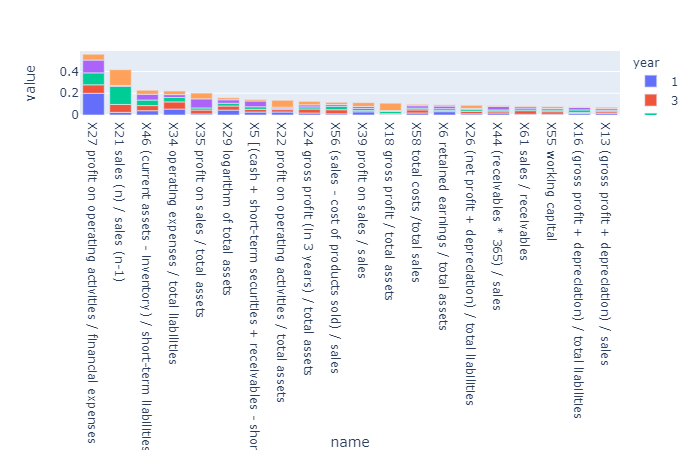 value
0.4
0.2
0
year
1
3
X27 profit on operating activities / financial expenses
X21 sales (n) / sales (n-1)
X46 (current assets - inventory) / short-term liabilities
X34 operating expenses / total liabilities
X35 profit on sales / total assets
X29 logarithm of total assets
X5 [(cash + short-term securities + receivables - shor
X22 profit on operating activities / total assets
X24 gross profit (in 3 years) / total assets
X56 (sales - cost of products sold) / sales
X39 profit on sales / sales
X18 gross profit / total assets
X58 total costs /total sales
X6 retained earnings / total assets
X26 (net profit + depreciation) / total liabilities
X44 (receivables * 365) / sales
X61 sales / receivables
X55 working capital
X16 (gross profit + depreciation) / total liabilities
X13 (gross profit + depreciation) / sales
name